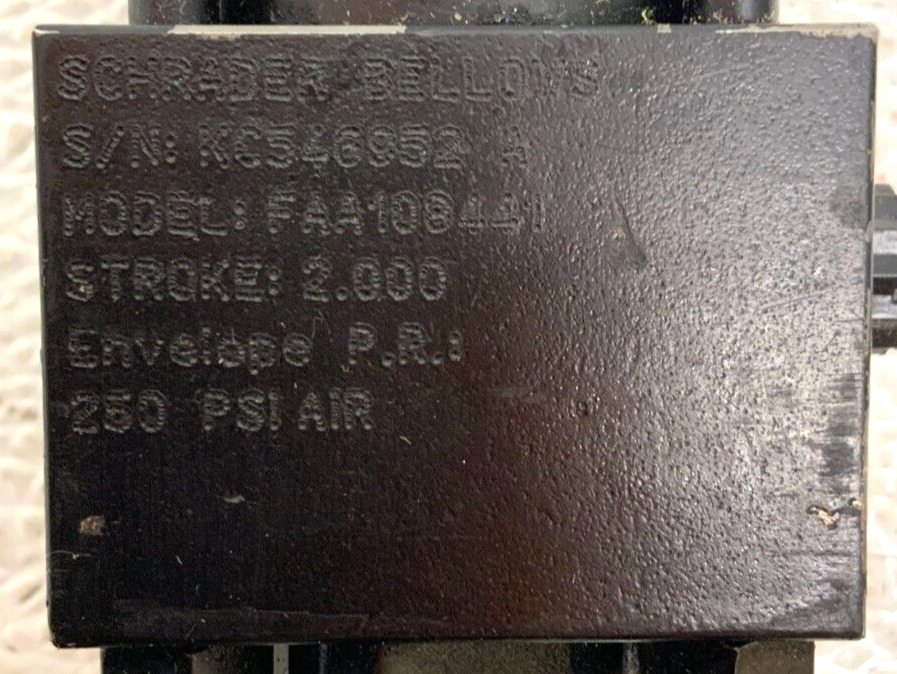 SCHRADER BELLOWS
S/N: KC546952 A
MODEL: FAA108441
STROKE: 2.000
Envelope P.R.:
250 PSI AIR